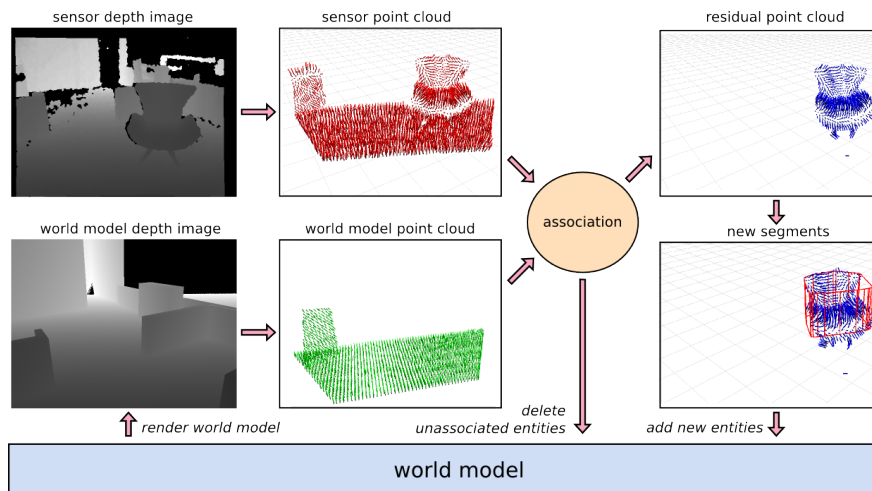 sensor depth image
sensor point cloud
residual point cloud
association
world model depth image
world model point cloud
new segments
render world model
delete
unassociated entities
add new entities
world model